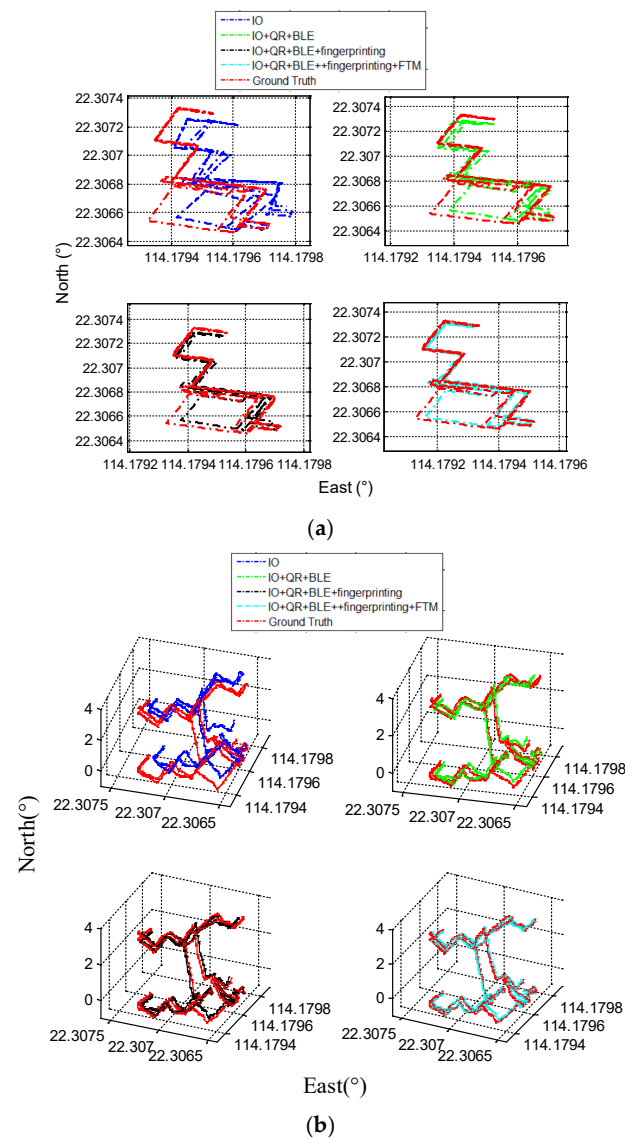 IO
IO+QR+BLE
IO+QR+BLE+fingerprinting
IO+QR+BLE++fingerprinting+FTM
Ground Truth
22.3074
22.3072
22.307
22.3068
22.3066
22.3064
114.1794 114.1796 114.1798
22.3074
22.3072
22.307
22.3068
22.3066
22.3064
114.1792 114.1794 114.1796
North (°)
22.3074
22.3072
22.307
22.3068
22.3066
22.3064
114.1792 114.1794 114.1796 114.1798
22.3074
22.3072
22.307
22.3068
22.3066
22.3064
114.1792 114.1794 114.1796
East (°)
(a)
IO
IO+QR+BLE
IO+QR+BLE+fingerprinting
IO+QR+BLE++fingerprinting+FTM
Ground Truth
4
2
0
22.3075 22.307 22.3065
114.1798
114.1796
114.1794
4
2
0
22.3075 22.307 22.3065
114.1798
114.1796
114.1794
North(°)
4
2
0
22.3075 22.307 22.3065
114.1798
114.1796
114.1794
4
2
0
22.3075 22.307 22.3065
114.1798
114.1796
114.1794
East(°)
(b)